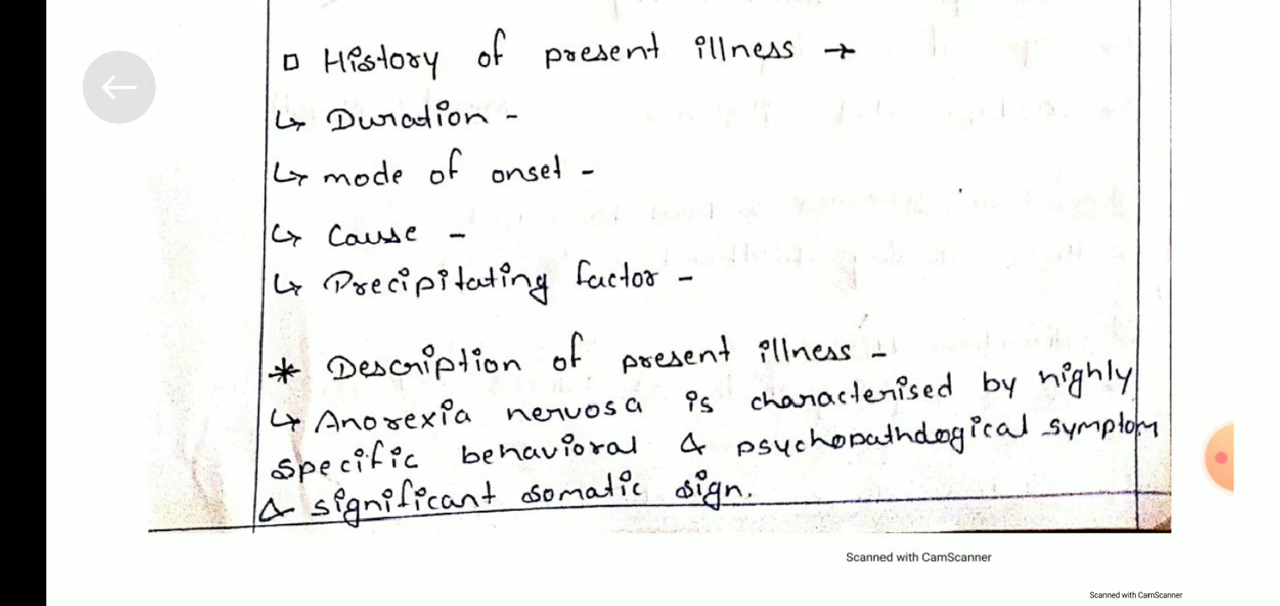 □ History of present illness →
↳ Duration -
↳ mode of onset -
↳ Cause -
↳ Precipitating factor -
* Description of present illness -
↳ Anorexia nervosa is characterised by highly
specific behavioral & psychopathological symptom
& significant somatic sign.
Scanned with CamScanner
Scanned with CamScanner